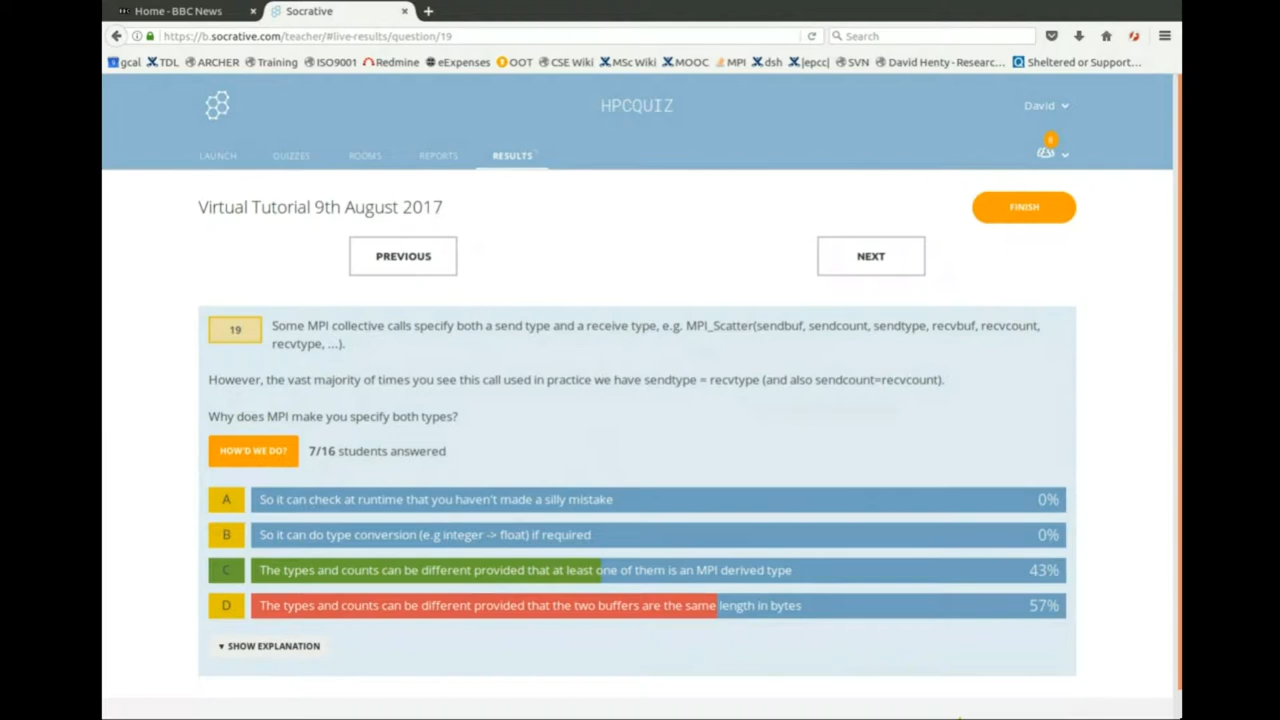 Home - BBC News × Socrative × +
https://b.socrative.com/teacher/#live-results/question/19 Search
gcal TDL ARCHER Training ISO9001 Redmine eExpenses OOT CSE Wiki MSc Wiki MOOC MPI dsh |epcc| SVN David Henty - Researc... Sheltered or Support...
HPCQUIZ
David
LAUNCH QUIZZES ROOMS REPORTS RESULTS
Virtual Tutorial 9th August 2017
FINISH
PREVIOUS NEXT
19 Some MPI collective calls specify both a send type and a receive type, e.g. MPI_Scatter(sendbuf, sendcount, sendtype, recvbuf, recvcount,
recvtype, ...).
However, the vast majority of times you see this call used in practice we have sendtype = recvtype (and also sendcount=recvcount).
Why does MPI make you specify both types?
HOW'D WE DO? 7/16 students answered
A So it can check at runtime that you haven't made a silly mistake 0%
B So it can do type conversion (e.g integer -> float) if required 0%
C The types and counts can be different provided that at least one of them is an MPI derived type 43%
D The types and counts can be different provided that the two buffers are the same length in bytes 57%
▼ SHOW EXPLANATION